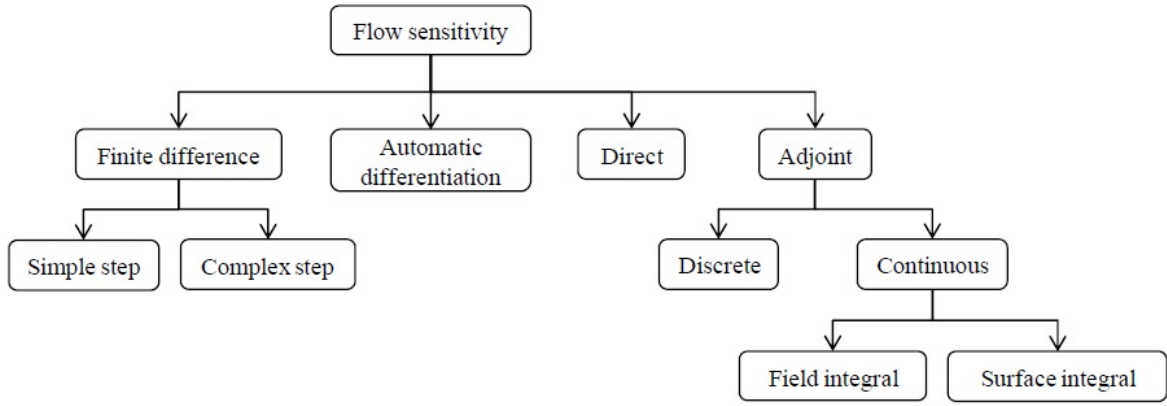 Flow sensitivity
Finite difference
Automatic
differentiation
Direct
Adjoint
Simple step
Complex step
Discrete
Continuous
Field integral
Surface integral